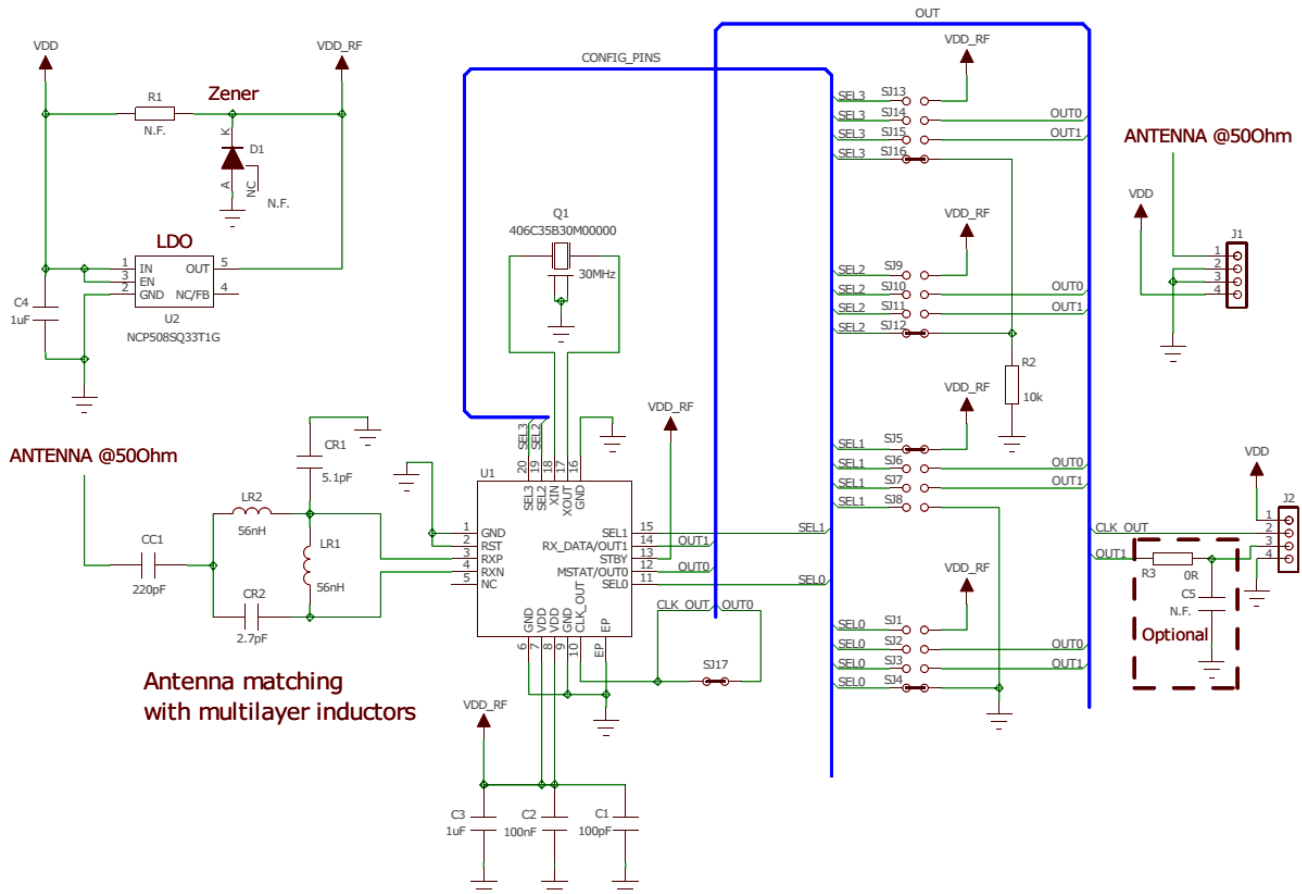 OUT
CONFIG_PINS
VDD
VDD_RF
R1
N.F.
Zener
K
D1
A
NC
N.F.
LDO
1
3
2
IN
EN
GND
OUT
NC/FB
5
4
U2
NCP508SQ33T1G
C4
1uF
Q1
406C35B30M00000
30MHz
VDD_RF
SEL3
SJ13
SEL3
SJ14
OUT0
SEL3
SJ15
OUT1
SEL3
SJ16
VDD_RF
SEL2
SJ9
SEL2
SJ10
OUT0
SEL2
SJ11
OUT1
SEL2
SJ12
R2
10k
VDD_RF
SEL1
SJ5
SEL1
SJ6
OUT0
SEL1
SJ7
OUT1
SEL1
SJ8
VDD_RF
SEL0
SJ1
SEL0
SJ2
OUT0
SEL0
SJ3
OUT1
SEL0
SJ4
ANTENNA @50Ohm
VDD
J1
1
2
3
4
VDD
J2
1
2
3
4
CLK_OUT
OUT1
R3
0R
C5
N.F.
Optional
ANTENNA @50Ohm
CR1
5.1pF
LR2
56nH
LR1
56nH
CC1
220pF
CR2
2.7pF
Antenna matching
with multilayer inductors
SEL3
SEL2
20
19
18
17
16
U1
SEL3
SEL2
XIN
XOUT
GND
VDD_RF
1
2
3
4
5
GND
RST
RXP
RXN
NC
SEL1
RX_DATA/OUT1
STBY
MSTAT/OUT0
SEL0
15
14
13
12
11
SEL1
OUT1
OUT0
SEL0
GND
VDD
VDD
GND
CLK_OUT
EP
6
7
8
9
10
EP
CLK_OUT
OUT0
SJ17
VDD_RF
C3
1uF
C2
100nF
C1
100pF